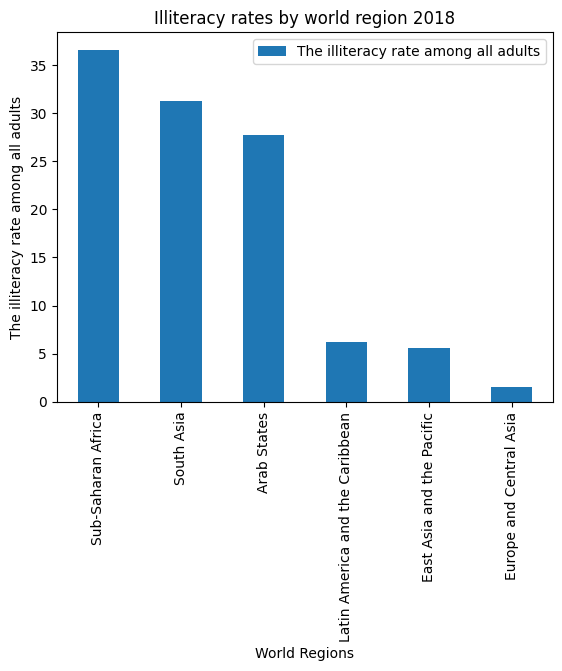 Illiteracy rates by world region 2018
The illiteracy rate among all adults
The illiteracy rate among all adults
35
30
25
20
15
10
5
0
Sub-Saharan Africa
South Asia
Arab States
Latin America and the Caribbean
East Asia and the Pacific
Europe and Central Asia
World Regions